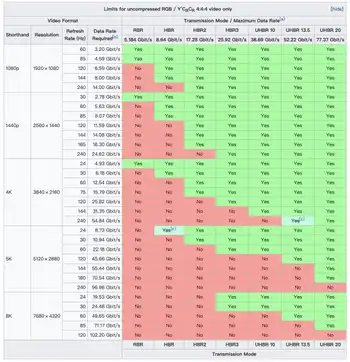 Limits for uncompressed RGB / Y′CBCR 4:4:4 video only [hide]
Video Format Transmission Mode / Maximum Data Rate[a]
Shorthand Resolution Refresh Rate (Hz) Data Rate Required[a] RBR HBR HBR2 HBR3 UHBR 10 UHBR 13.5 UHBR 20
5.184 Gbit/s 8.64 Gbit/s 17.28 Gbit/s 25.92 Gbit/s 38.69 Gbit/s 52.22 Gbit/s 77.37 Gbit/s
1080p 1920 × 1080
60 3.20 Gbit/s Yes Yes Yes Yes Yes Yes Yes
85 4.59 Gbit/s Yes Yes Yes Yes Yes Yes Yes
120 6.59 Gbit/s No Yes Yes Yes Yes Yes Yes
144 8.00 Gbit/s No Yes Yes Yes Yes Yes Yes
240 14.00 Gbit/s No No Yes Yes Yes Yes Yes
1440p 2560 × 1440
30 2.78 Gbit/s Yes Yes Yes Yes Yes Yes Yes
60 5.63 Gbit/s No Yes Yes Yes Yes Yes Yes
85 8.07 Gbit/s No Yes Yes Yes Yes Yes Yes
120 11.59 Gbit/s No No Yes Yes Yes Yes Yes
144 14.08 Gbit/s No No Yes Yes Yes Yes Yes
165 16.30 Gbit/s No No Yes Yes Yes Yes Yes
240 24.62 Gbit/s No No No Yes Yes Yes Yes
4K 3840 × 2160
24 4.93 Gbit/s Yes Yes Yes Yes Yes Yes Yes
30 6.18 Gbit/s No Yes Yes Yes Yes Yes Yes
60 12.54 Gbit/s No No Yes Yes Yes Yes Yes
75 15.79 Gbit/s No No Yes Yes Yes Yes Yes
120 25.82 Gbit/s No No No Yes Yes Yes Yes
144 31.35 Gbit/s No No No No Yes Yes Yes
240 54.84 Gbit/s No No No No No Yes[b] Yes
5K 5120 × 2880
24 8.73 Gbit/s No Yes[c] Yes Yes Yes Yes Yes
30 10.94 Gbit/s No No Yes Yes Yes Yes Yes
60 22.18 Gbit/s No No No Yes Yes Yes Yes
120 45.66 Gbit/s No No No No No Yes Yes
144 55.44 Gbit/s No No No No No No Yes
180 70.54 Gbit/s No No No No No No Yes
240 96.98 Gbit/s No No No No No No No
8K 7680 × 4320
24 19.53 Gbit/s No No No Yes Yes Yes Yes
30 24.48 Gbit/s No No No Yes Yes Yes Yes
60 49.65 Gbit/s No No No No No Yes Yes
85 71.17 Gbit/s No No No No No No Yes
120 102.20 Gbit/s No No No No No No No
RBR HBR HBR2 HBR3 UHBR 10 UHBR 13.5 UHBR 20
Transmission Mode